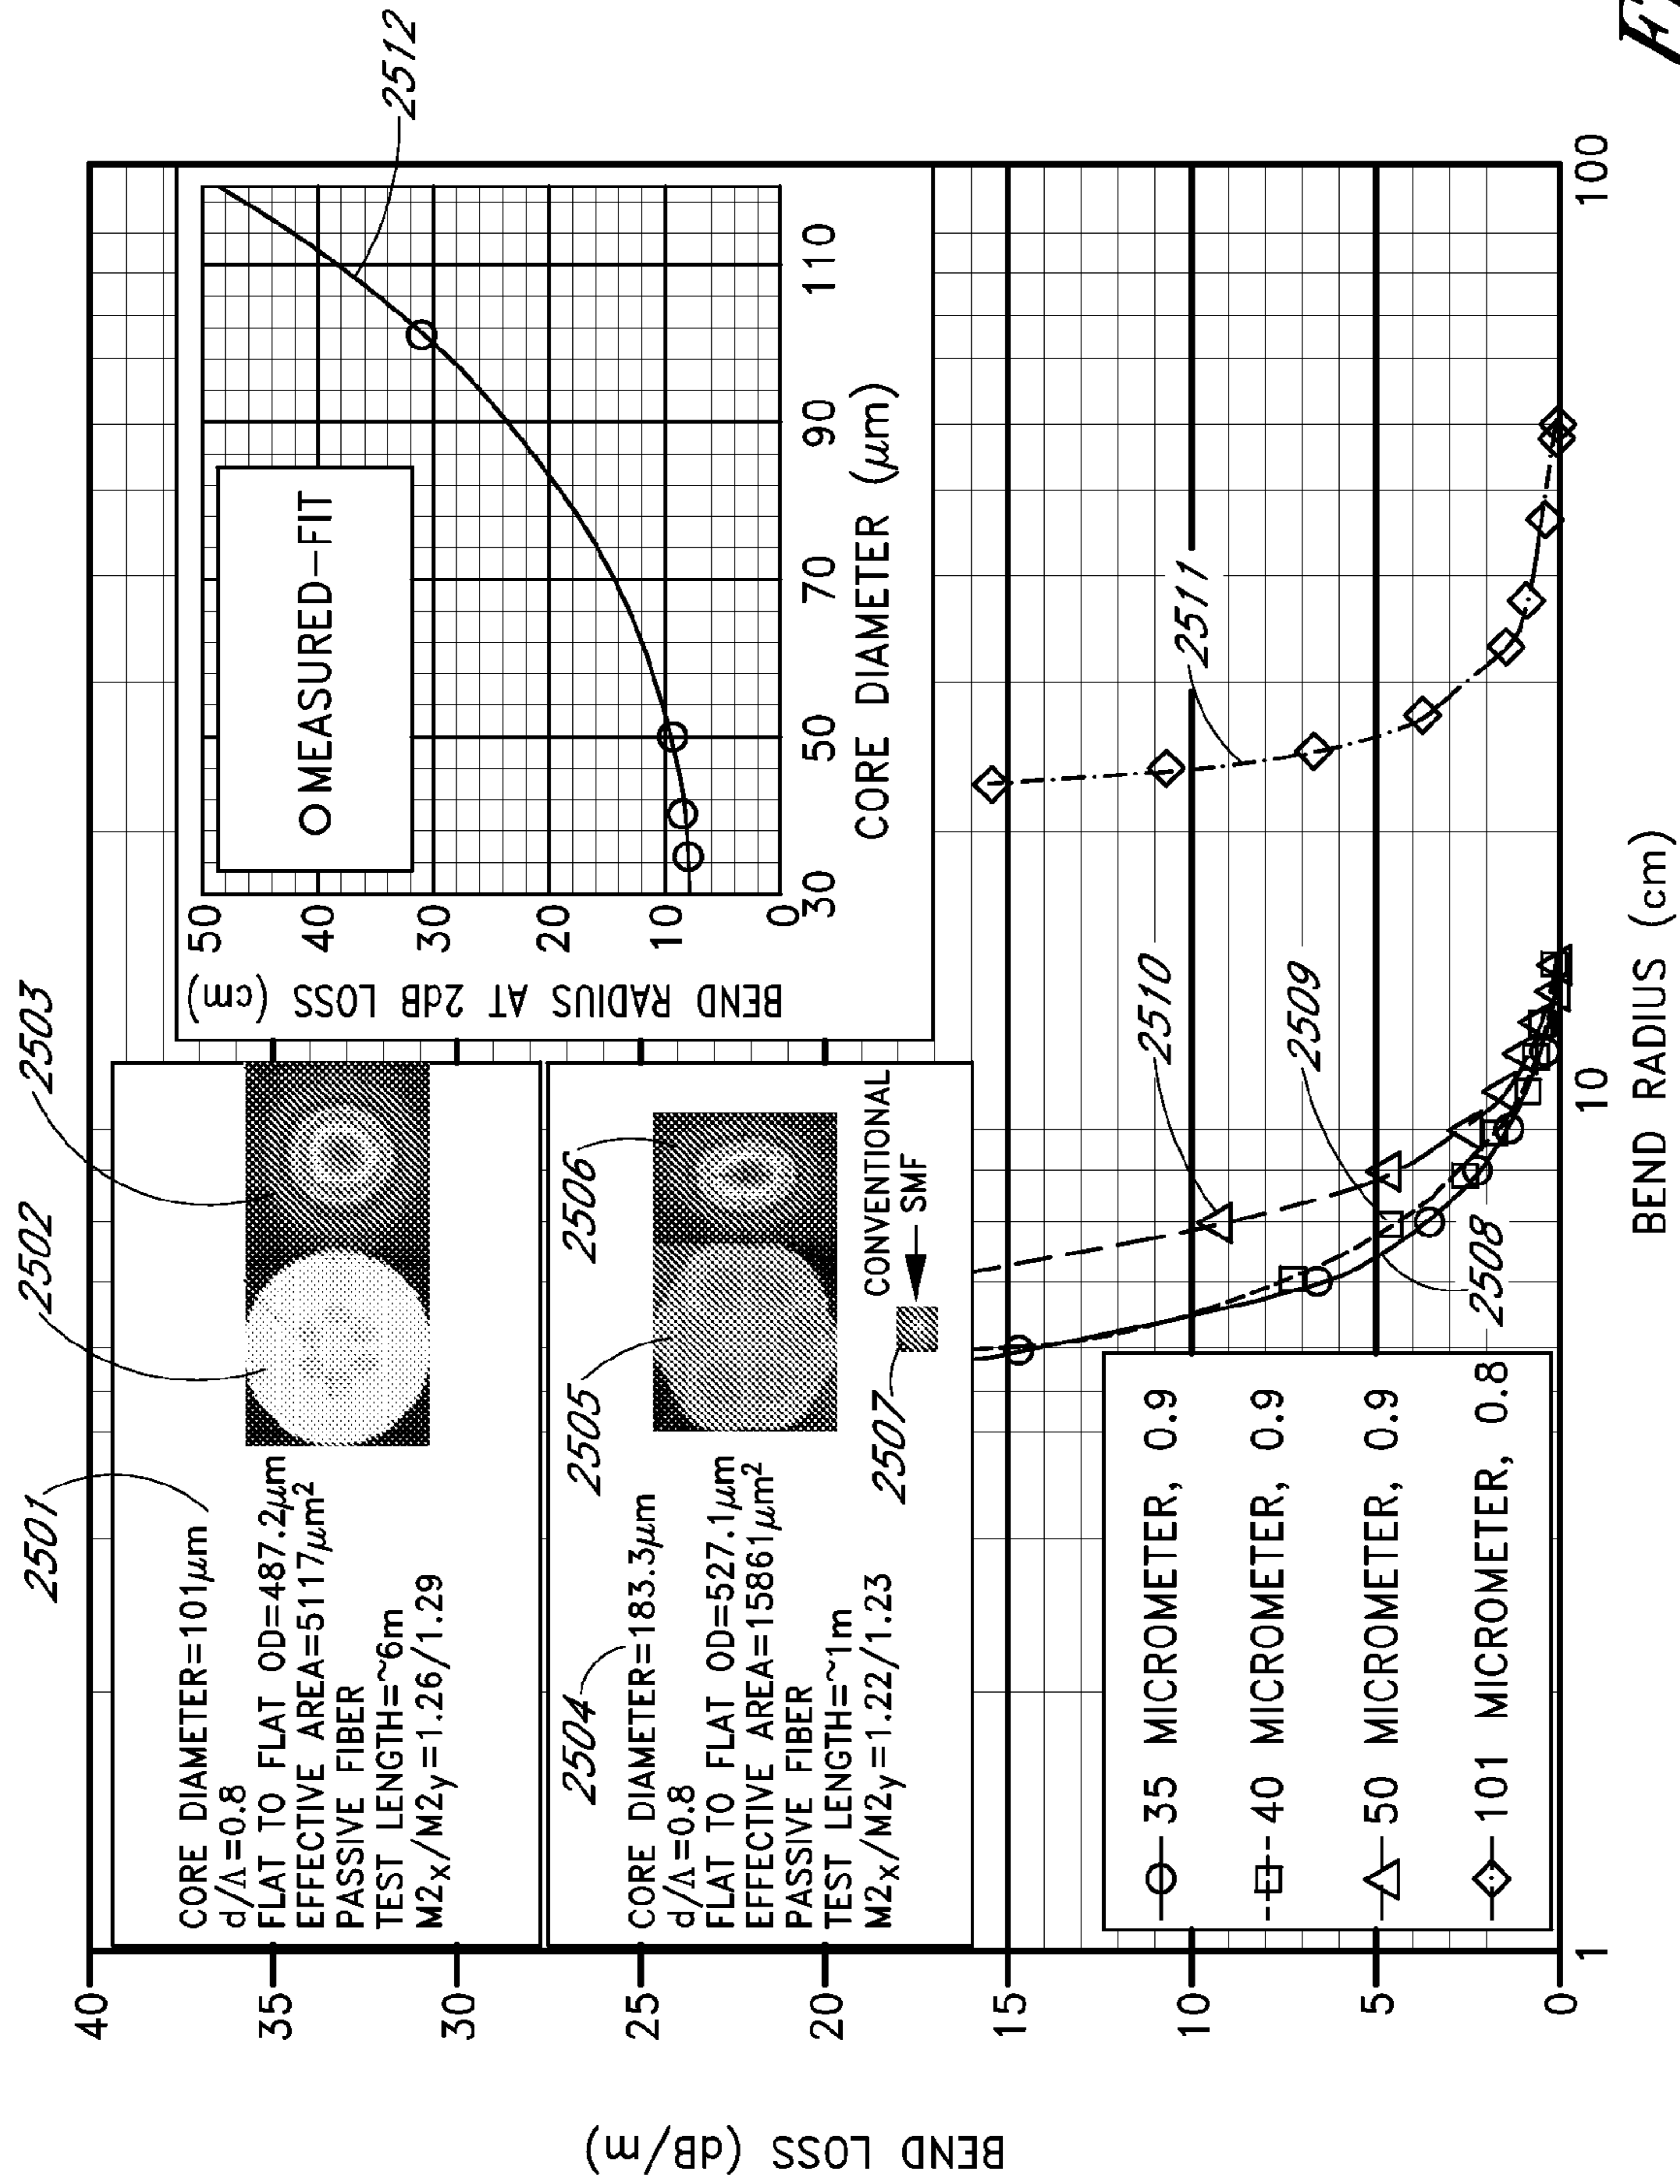 BEND LOSS (dB/m)
40
35
30
25
20
15
10
5
0
1
10
100
BEND RADIUS (cm)
2501
2502
2503
CORE DIAMETER=101μm
d/Λ=0.8
FLAT TO FLAT OD=487.2μm
EFFECTIVE AREA=5117μm²
PASSIVE FIBER
TEST LENGTH=~6m
M2x/M2y=1.26/1.29
2504
2505
2506
CORE DIAMETER=183.3μm
d/Λ=0.8
FLAT TO FLAT OD=527.1μm
EFFECTIVE AREA=15861μm²
PASSIVE FIBER
TEST LENGTH=~1m
M2x/M2y=1.22/1.23
2507
CONVENTIONAL
SMF
BEND RADIUS AT 2dB LOSS (cm)
50
40
30
20
10
0
30
50
70
90
110
CORE DIAMETER (μm)
MEASURED-FIT
2512
2510
2509
2508
2511
35 MICROMETER, 0.9
40 MICROMETER, 0.9
50 MICROMETER, 0.9
101 MICROMETER, 0.8